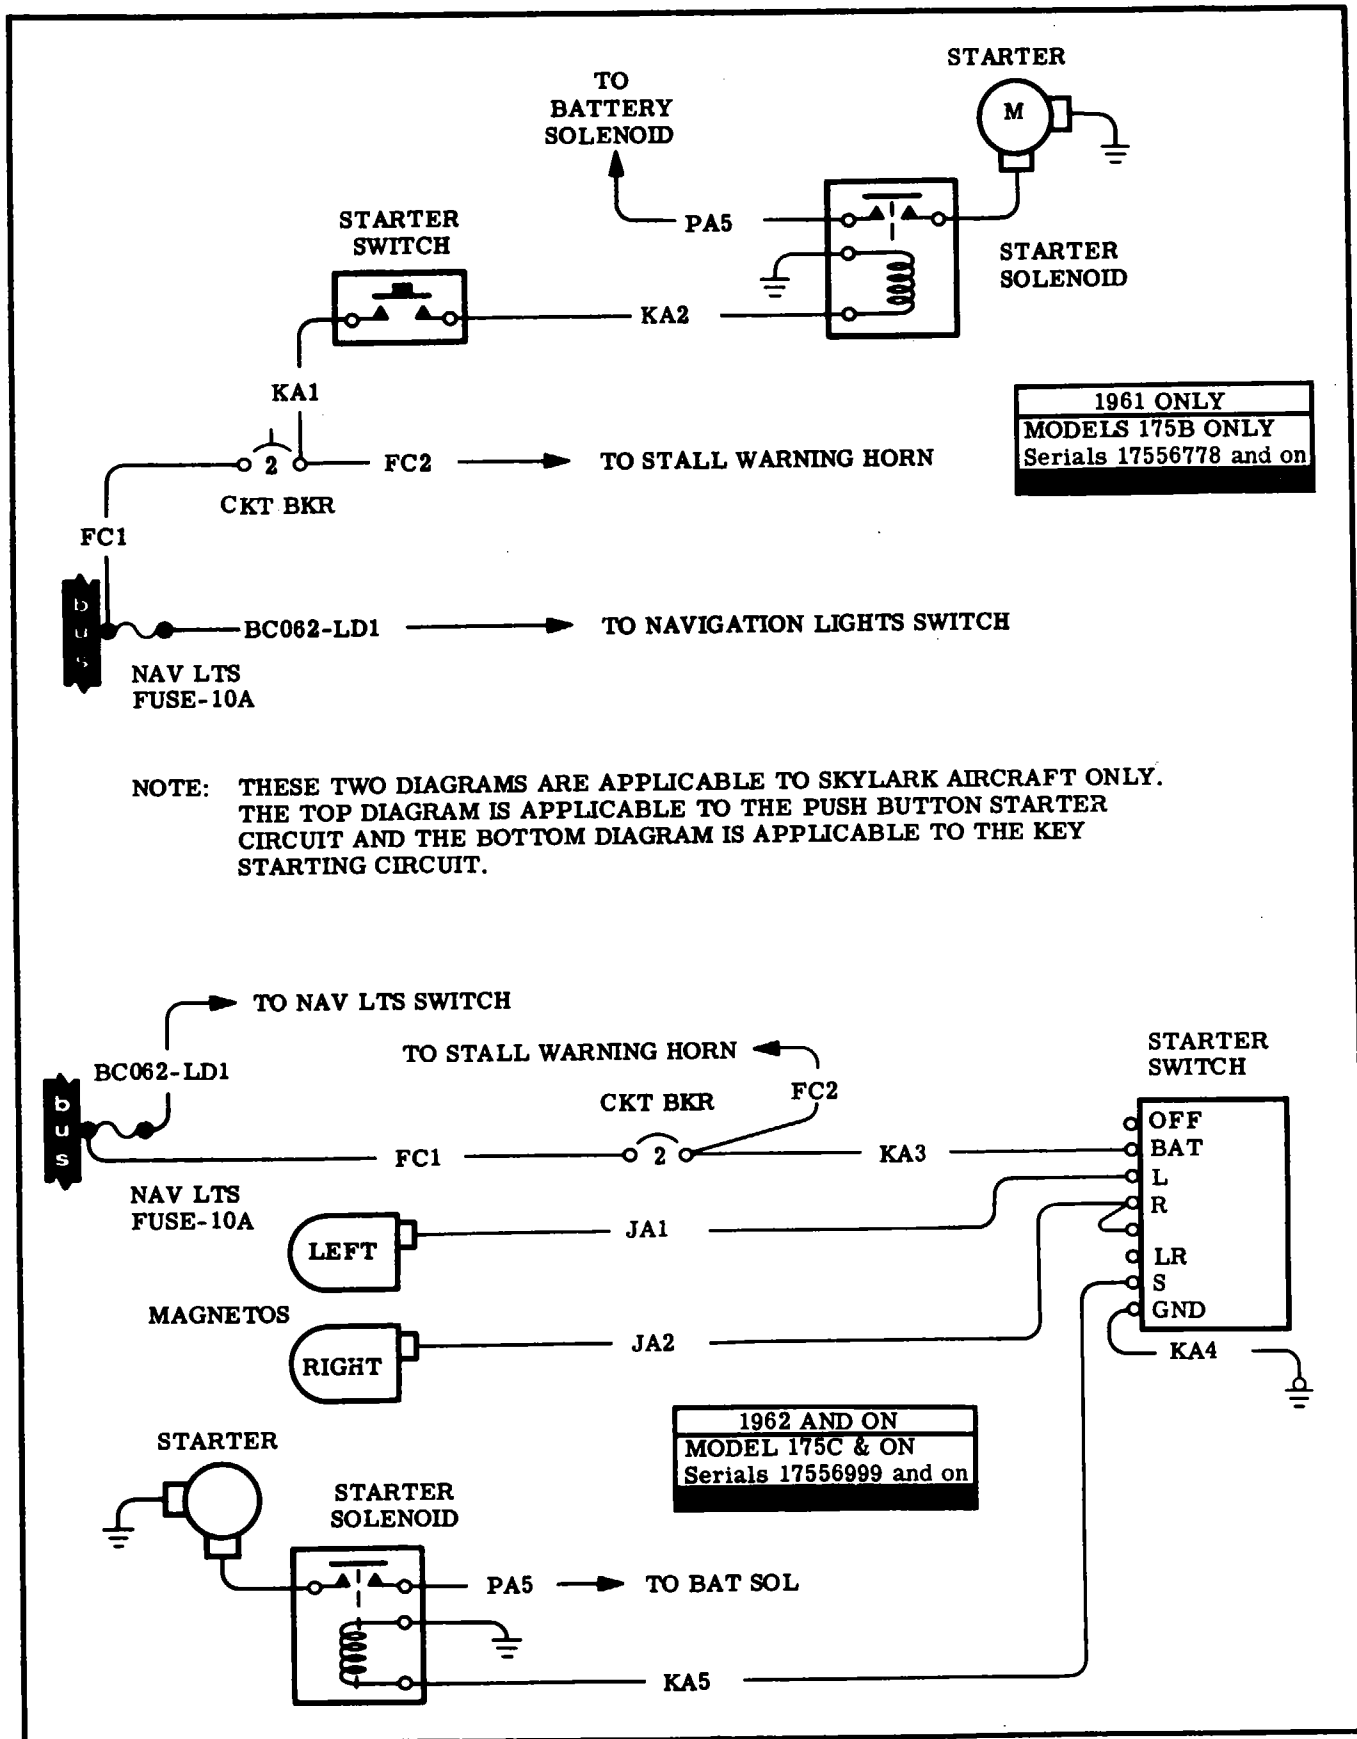 STARTER
TO
BATTERY
SOLENOID
M
STARTER
SWITCH
PA5
STARTER
SOLENOID
KA2
KA1
1961 ONLY
MODELS 175B ONLY
Serials 17556778 and on
2
FC2
TO STALL WARNING HORN
CKT BKR
FC1
bus
BC062-LD1
TO NAVIGATION LIGHTS SWITCH
NAV LTS
FUSE-10A
NOTE: THESE TWO DIAGRAMS ARE APPLICABLE TO SKYLARK AIRCRAFT ONLY.
THE TOP DIAGRAM IS APPLICABLE TO THE PUSH BUTTON STARTER
CIRCUIT AND THE BOTTOM DIAGRAM IS APPLICABLE TO THE KEY
STARTING CIRCUIT.
TO NAV LTS SWITCH
TO STALL WARNING HORN
STARTER
SWITCH
BC062-LD1
FC2
CKT BKR
bus
OFF
BAT
L
R
LR
S
GND
FC1
2
KA3
NAV LTS
FUSE-10A
JA1
LEFT
MAGNETOS
JA2
RIGHT
KA4
1962 AND ON
MODEL 175C & ON
Serials 17556999 and on
STARTER
STARTER
SOLENOID
PA5
TO BAT SOL
KA5